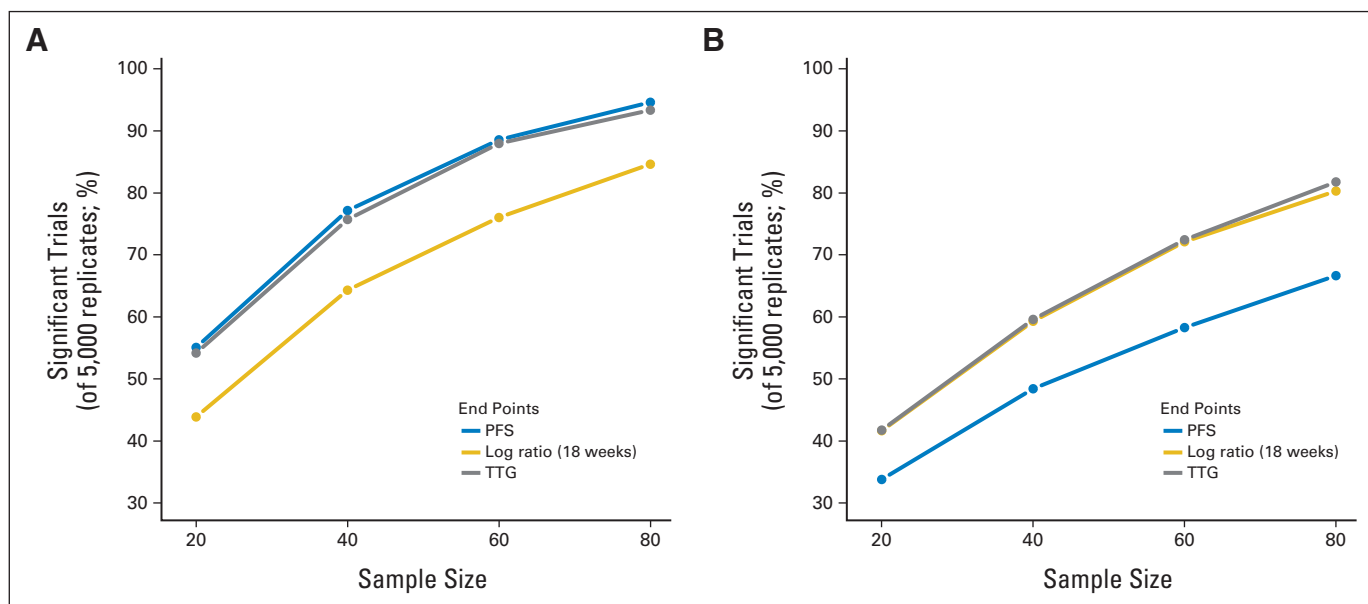 A
100
90
80
70
60
50
40
30
Significant Trials
(of 5,000 replicates; %)
End Points
PFS
Log ratio (18 weeks)
TTG
20
40
60
80
Sample Size
B
100
90
80
70
60
50
40
30
Significant Trials
(of 5,000 replicates; %)
End Points
PFS
Log ratio (18 weeks)
TTG
20
40
60
80
Sample Size